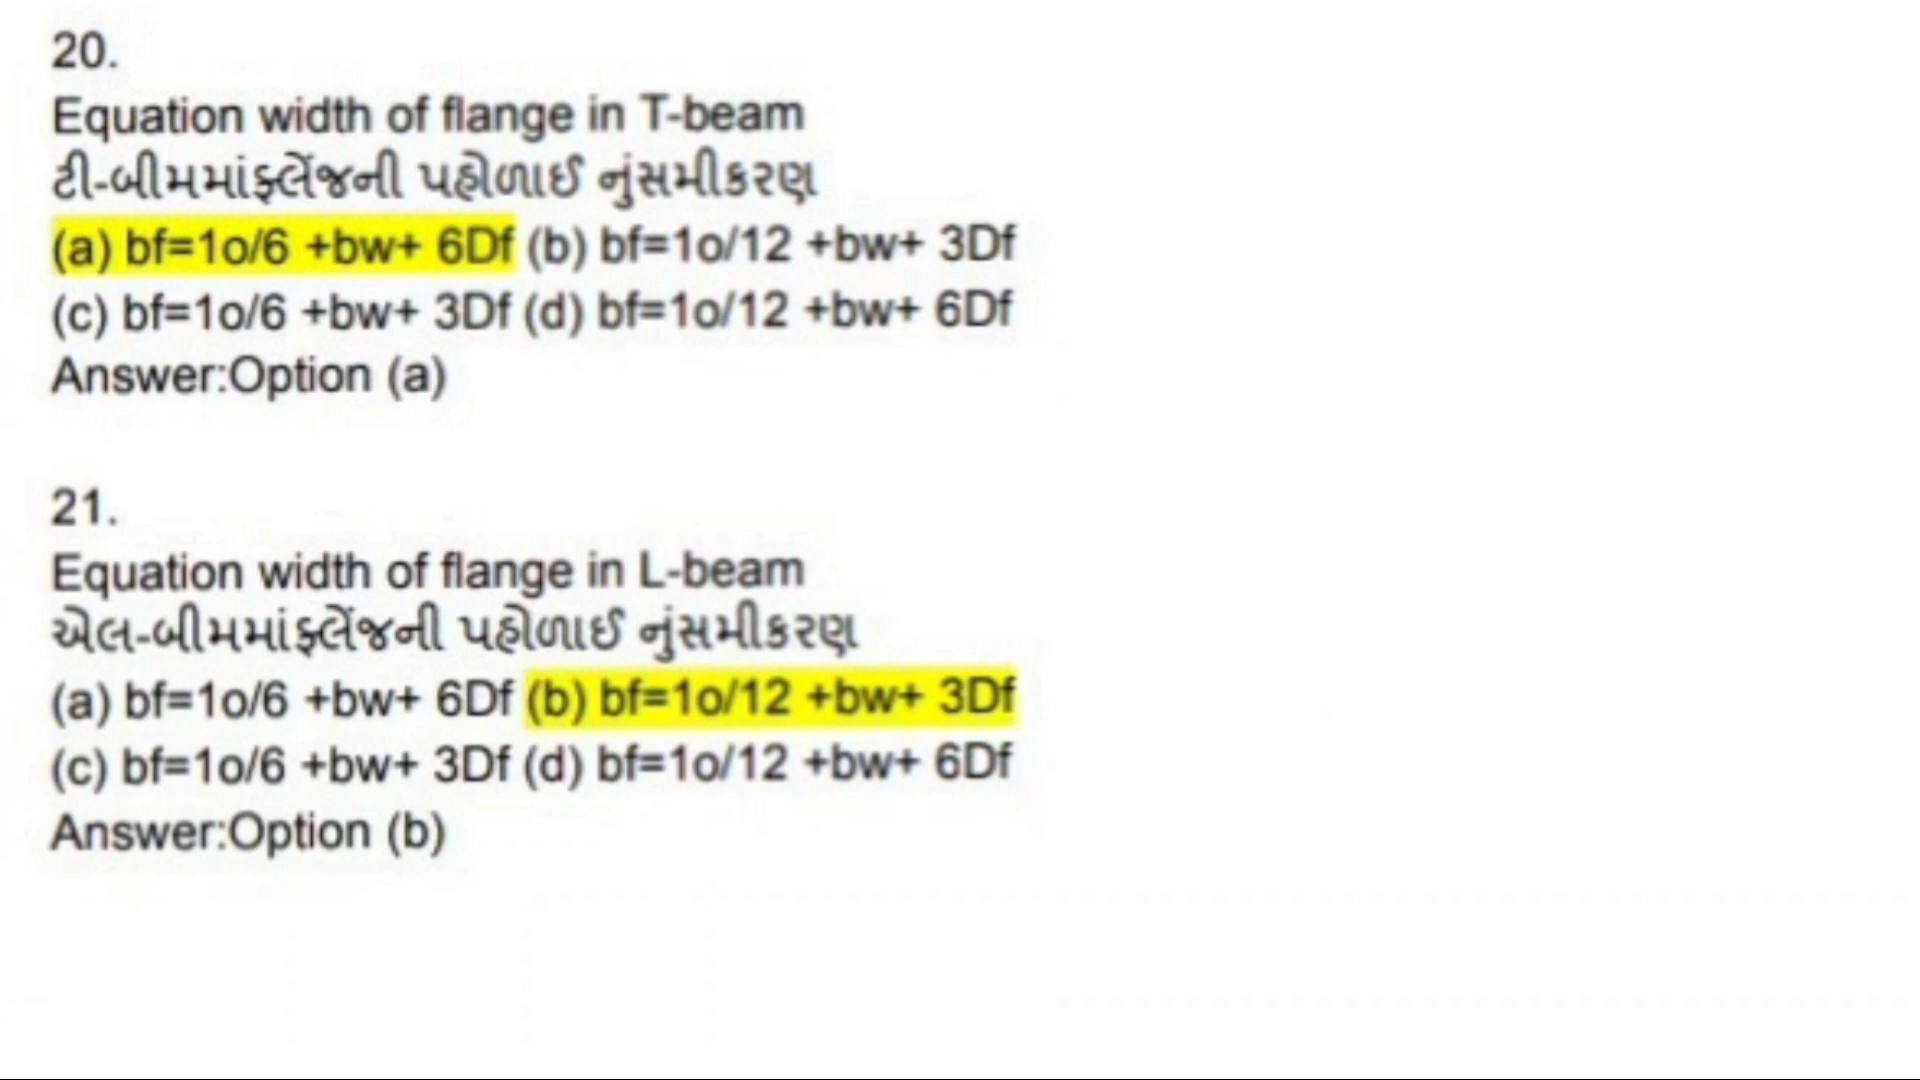 20.
Equation width of flange in T-beam
ટી-બીમમાંફ્લેંજની પહોળાઈ નુંસમીકરણ
(a) bf=1o/6 +bw+ 6Df (b) bf=1o/12 +bw+ 3Df
(c) bf=1o/6 +bw+ 3Df (d) bf=1o/12 +bw+ 6Df
Answer:Option (a)
21.
Equation width of flange in L-beam
એલ-બીમમાંફ્લેંજની પહોળાઈ નુંસમીકરણ
(a) bf=1o/6 +bw+ 6Df (b) bf=1o/12 +bw+ 3Df
(c) bf=1o/6 +bw+ 3Df (d) bf=1o/12 +bw+ 6Df
Answer:Option (b)